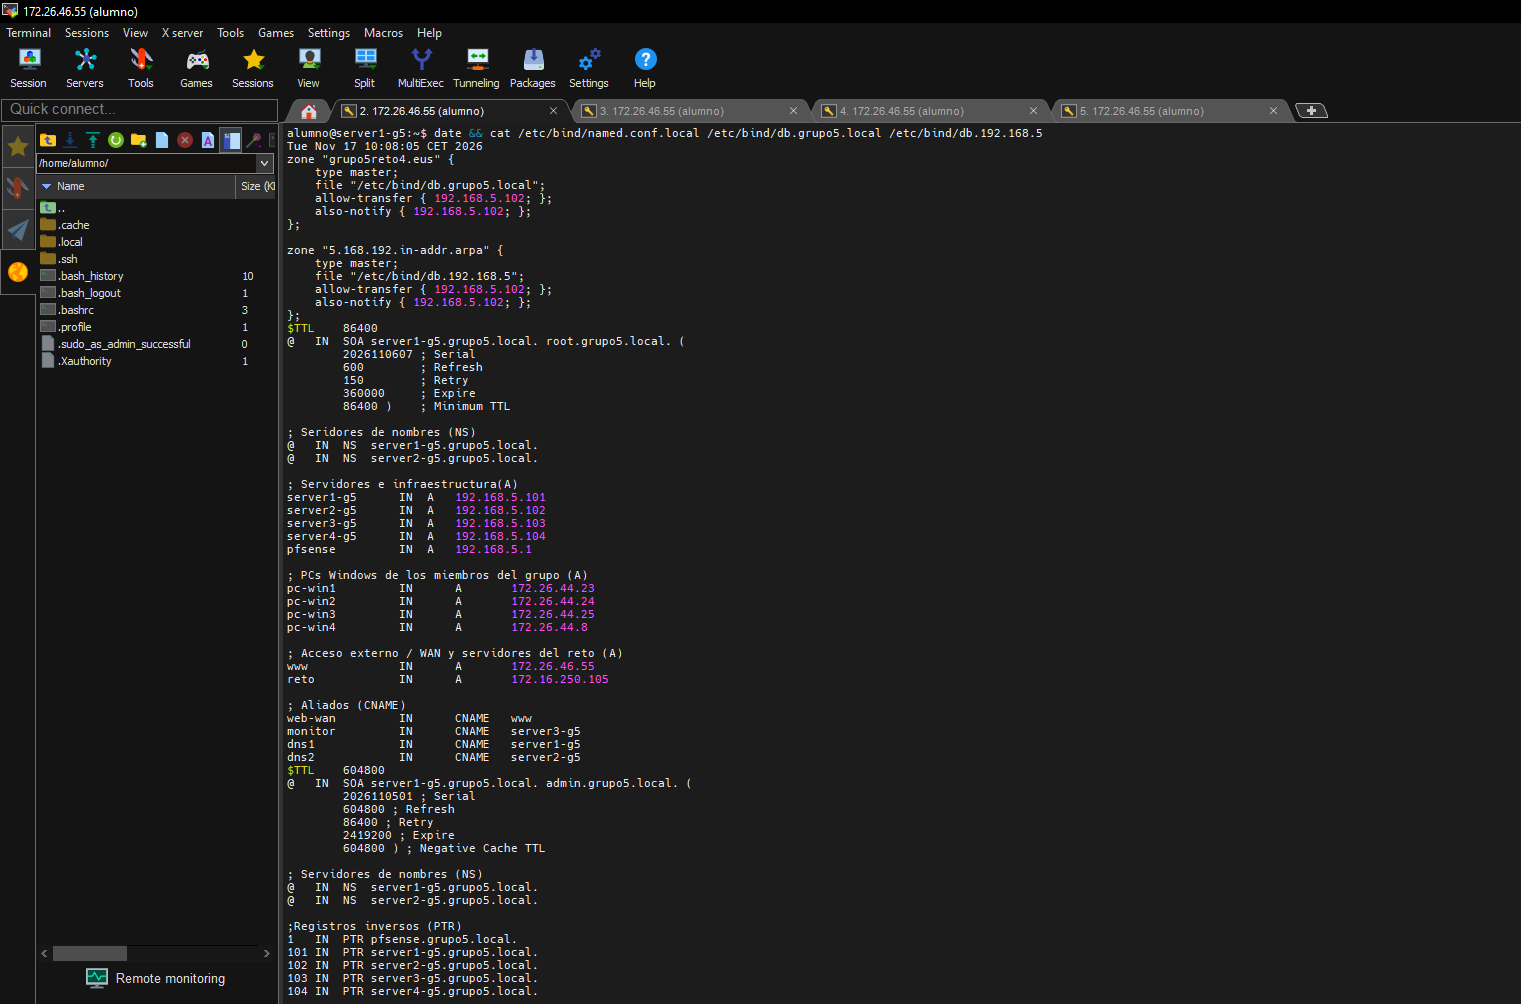 172.26.46.55 (alumno)
Terminal Sessions View X server Tools Games Settings Macros Help
Session Servers Tools Games Sessions View Split MultiExec Tunneling Packages Settings Help
Quick connect...
2. 172.26.46.55 (alumno)
3. 172.26.46.55 (alumno)
4. 172.26.46.55 (alumno)
5. 172.26.46.55 (alumno)
/home/alumno/
Name Size (K
..
.cache
.local
.ssh
.bash_history 10
.bash_logout 1
.bashrc 3
.profile 1
.sudo_as_admin_successful 0
.Xauthority 1
Remote monitoring
alumno@server1-g5:~$ date && cat /etc/bind/named.conf.local /etc/bind/db.grupo5.local /etc/bind/db.192.168.5
Tue Nov 17 10:08:05 CET 2026
zone "grupo5reto4.eus" {
    type master;
    file "/etc/bind/db.grupo5.local";
    allow-transfer { 192.168.5.102; };
    also-notify { 192.168.5.102; };
};

zone "5.168.192.in-addr.arpa" {
    type master;
    file "/etc/bind/db.192.168.5";
    allow-transfer { 192.168.5.102; };
    also-notify { 192.168.5.102; };
};
$TTL    86400
@   IN  SOA server1-g5.grupo5.local. root.grupo5.local. (
        2026110607 ; Serial
        600        ; Refresh
        150        ; Retry
        360000     ; Expire
        86400 )    ; Minimum TTL

; Seridores de nombres (NS)
@   IN  NS  server1-g5.grupo5.local.
@   IN  NS  server2-g5.grupo5.local.

; Servidores e infraestructura(A)
server1-g5      IN  A   192.168.5.101
server2-g5      IN  A   192.168.5.102
server3-g5      IN  A   192.168.5.103
server4-g5      IN  A   192.168.5.104
pfsense         IN  A   192.168.5.1

; PCs Windows de los miembros del grupo (A)
pc-win1         IN      A       172.26.44.23
pc-win2         IN      A       172.26.44.24
pc-win3         IN      A       172.26.44.25
pc-win4         IN      A       172.26.44.8

; Acceso externo / WAN y servidores del reto (A)
www             IN      A       172.26.46.55
reto            IN      A       172.16.250.105

; Aliados (CNAME)
web-wan         IN      CNAME   www
monitor         IN      CNAME   server3-g5
dns1            IN      CNAME   server1-g5
dns2            IN      CNAME   server2-g5
$TTL    604800
@   IN  SOA server1-g5.grupo5.local. admin.grupo5.local. (
        2026110501 ; Serial
        604800 ; Refresh
        86400 ; Retry
        2419200 ; Expire
        604800 ) ; Negative Cache TTL

; Servidores de nombres (NS)
@   IN  NS  server1-g5.grupo5.local.
@   IN  NS  server2-g5.grupo5.local.

;Registros inversos (PTR)
1   IN  PTR pfsense.grupo5.local.
101 IN  PTR server1-g5.grupo5.local.
102 IN  PTR server2-g5.grupo5.local.
103 IN  PTR server3-g5.grupo5.local.
104 IN  PTR server4-g5.grupo5.local.